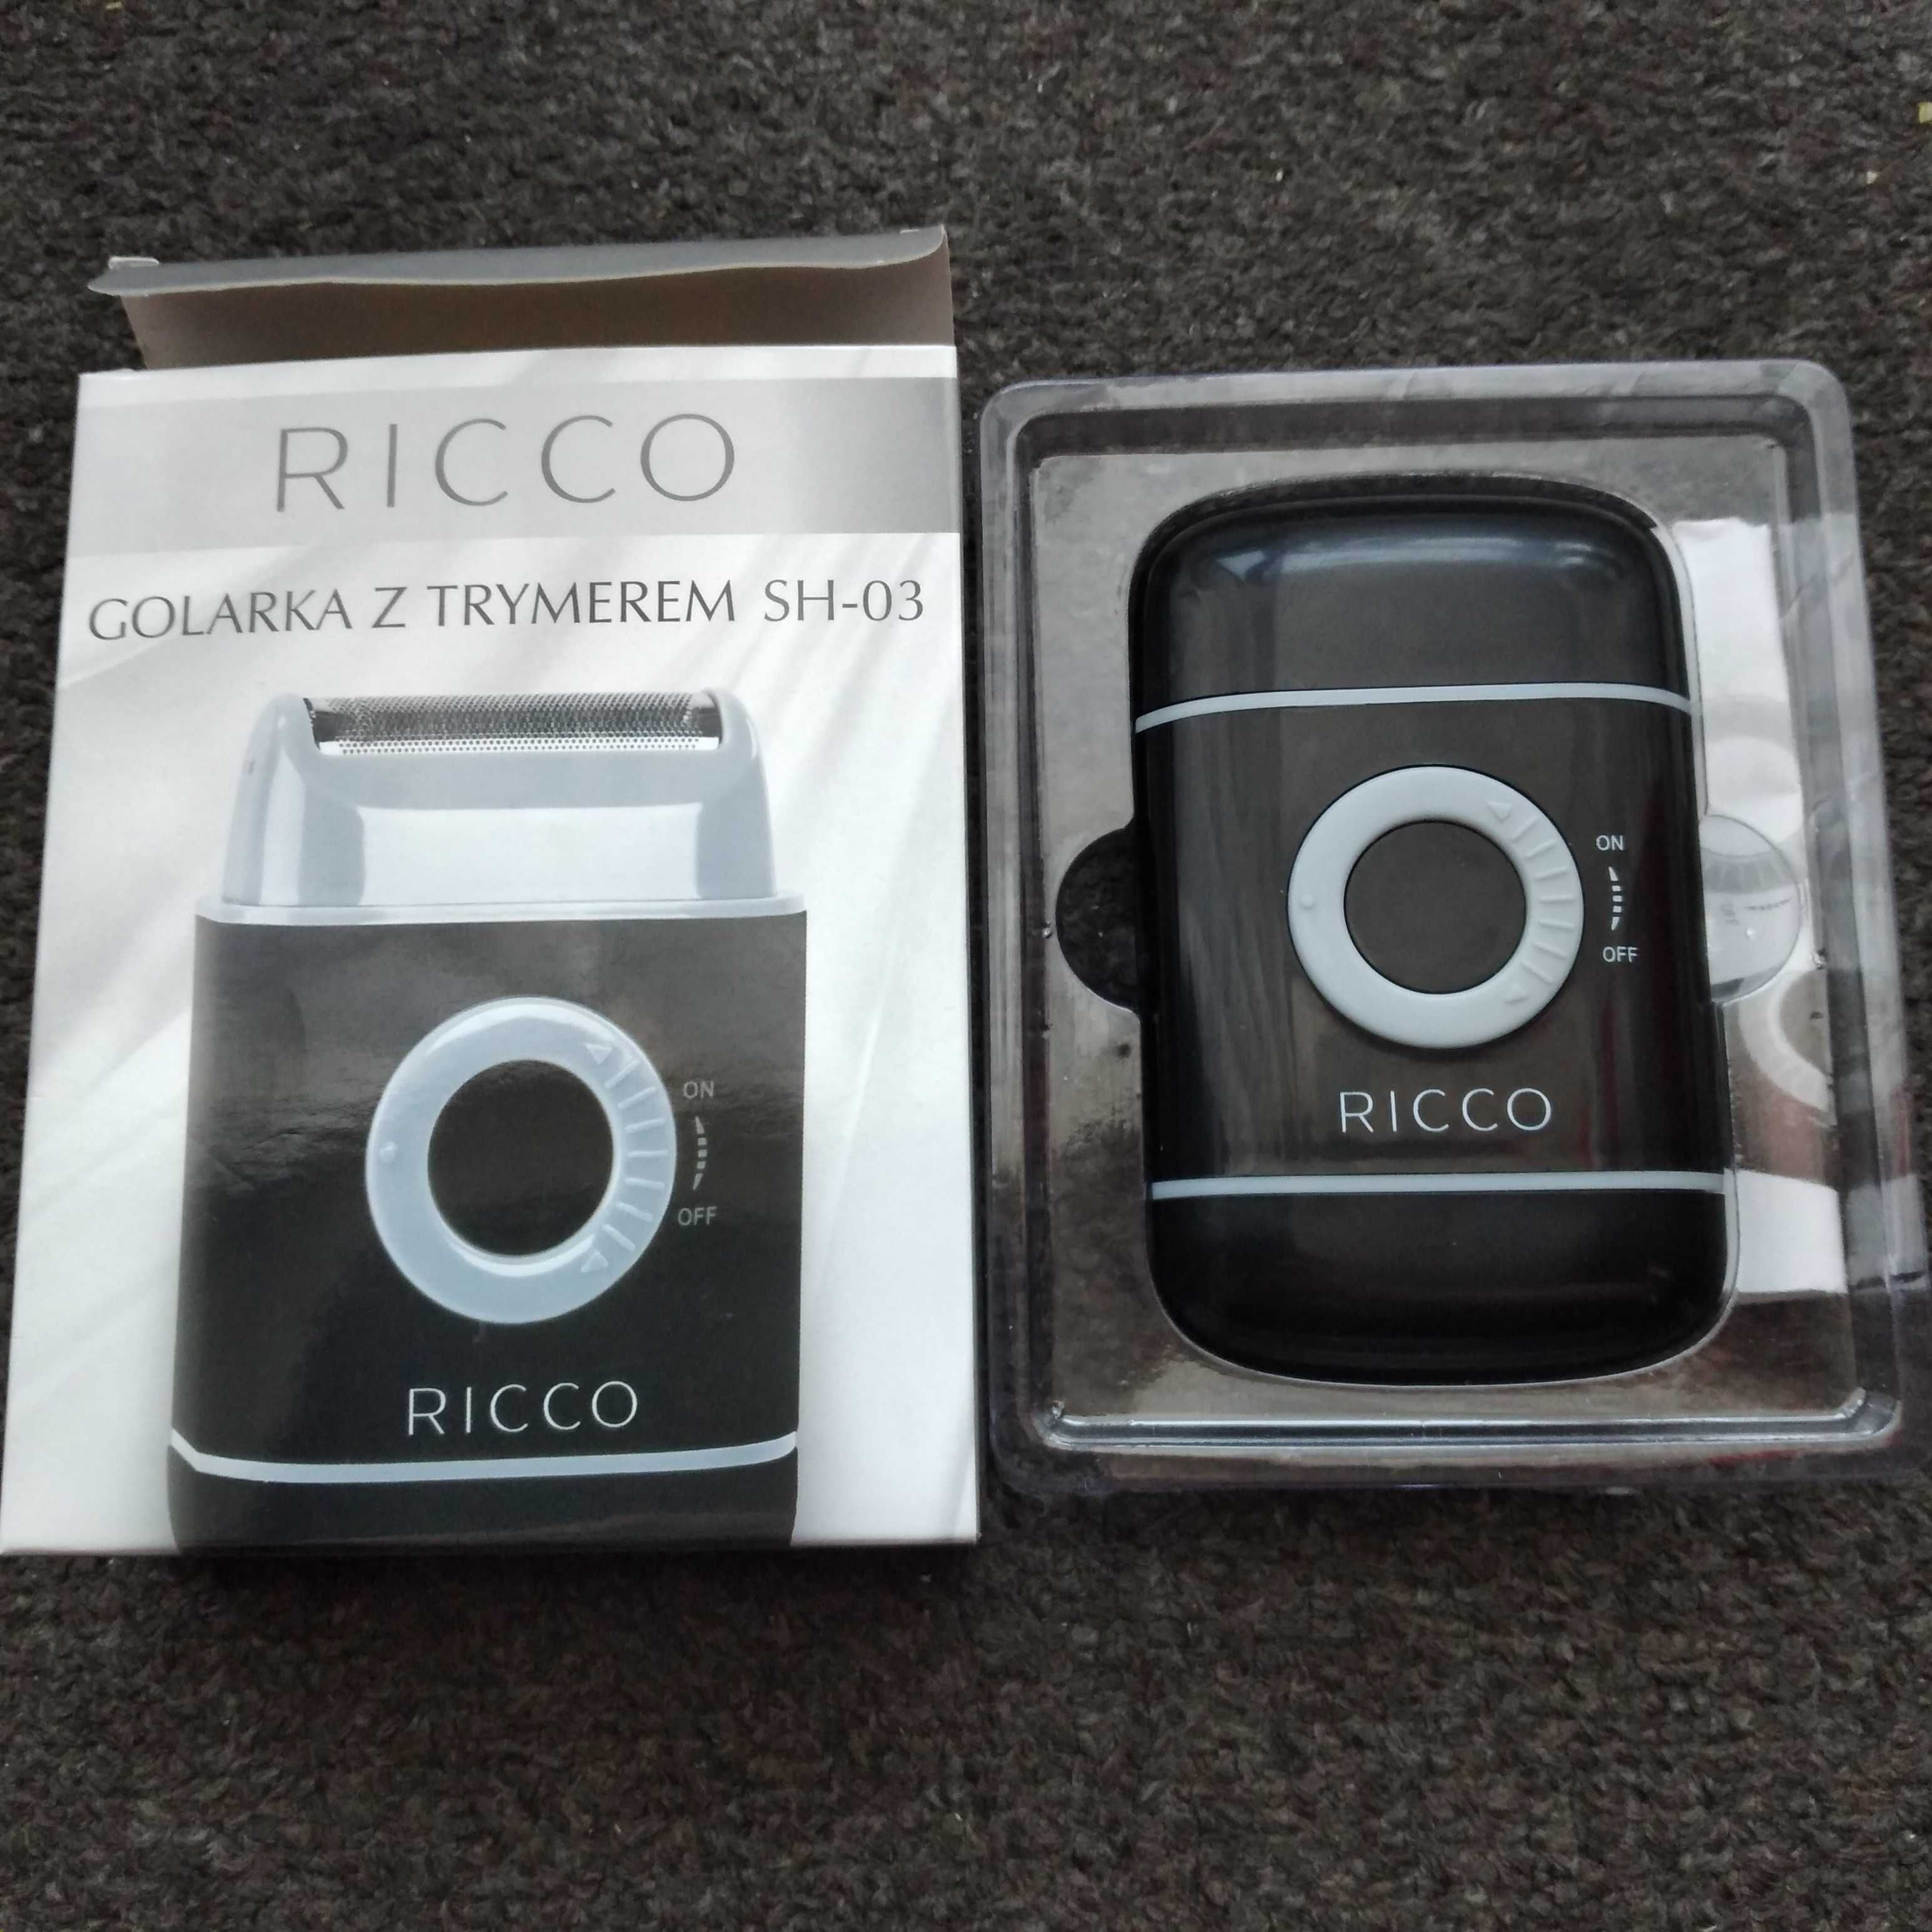 RICCO
GOLARKA Z TRYMEREM SH-03
ON
OFF
RICCO
ON
OFF
RICCO